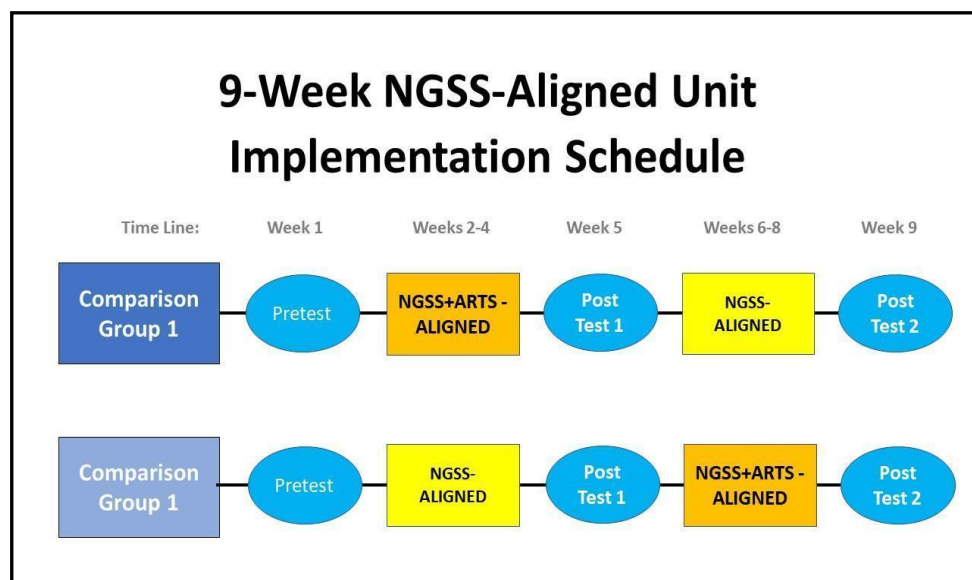 9-Week NGSS-Aligned Unit
Implementation Schedule
Time Line: Week 1 Weeks 2-4 Week 5 Weeks 6-8 Week 9
Comparison
Group 1
Pretest
NGSS+ARTS -
ALIGNED
Post
Test 1
NGSS-
ALIGNED
Post
Test 2
Comparison
Group 1
Pretest
NGSS-
ALIGNED
Post
Test 1
NGSS+ARTS -
ALIGNED
Post
Test 2